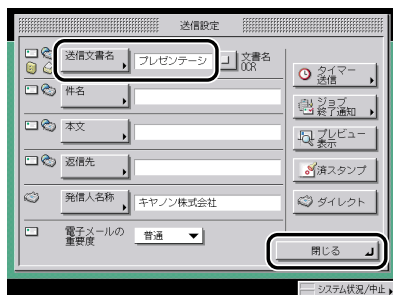 送信設定
送信文書名
プレゼンテーシ
文書名
OCR
件名
本文
返信先
発信人名称
キヤノン株式会社
電子メールの
重要度
普通
タイマー
送信
ジョブ
終了通知
プレビュー
表示
済スタンプ
ダイレクト
閉じる
システム状況/中止